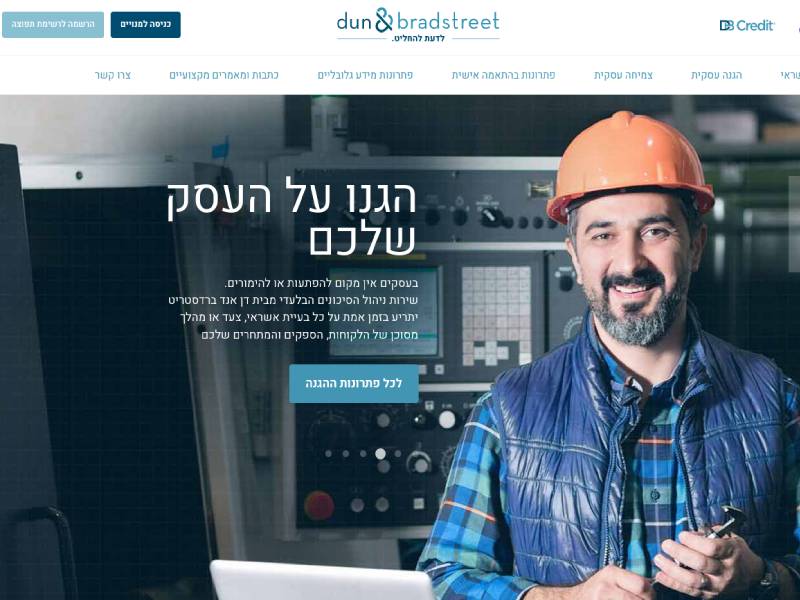 הרשמה לרשימת תפוצה
כניסה למנויים
dun & bradstreet
לדעת להחליט.
D&B Credit
אשראי
הגנה עסקית
צמיחה עסקית
פתרונות בהתאמה אישית
פתרונות מידע גלובליים
כתבות ומאמרים מקצועיים
צרו קשר
הגנו על העסק
שלכם
בעסקים אין מקום להפתעות או להימורים.
שירות ניהול הסיכונים הבלעדי מבית דן אנד ברדסטריט
יתריע בזמן אמת על כל בעיית אשראי, צעד או מהלך
מסוכן של הלקוחות, הספקים והמתחרים שלכם
לכל פתרונות ההגנה